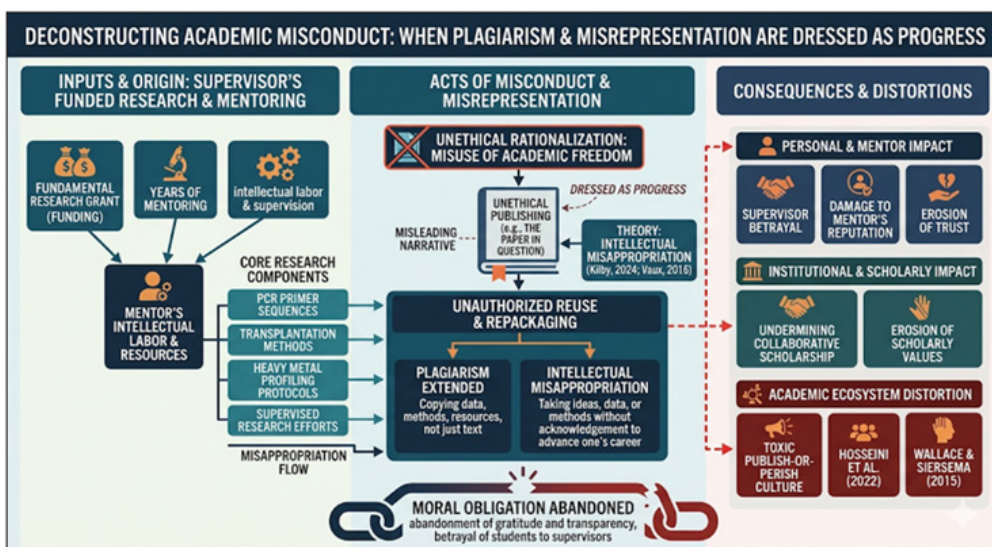 DECONSTRUCTING ACADEMIC MISCONDUCT: WHEN PLAGIARISM & MISREPRESENTATION ARE DRESSED AS PROGRESS
INPUTS & ORIGIN: SUPERVISOR'S
FUNDED RESEARCH & MENTORING
FUNDAMENTAL
RESEARCH GRANT
(FUNDING)
YEARS OF
MENTORING
intellectual labor
& supervision
MENTOR'S
INTELLECTUAL
LABOR &
RESOURCES
CORE RESEARCH
COMPONENTS
PCR PRIMER
SEQUENCES
TRANSPLANTATION
METHODS
HEAVY METAL
PROFILING
PROTOCOLS
SUPERVISED
RESEARCH EFFORTS
MISAPPROPRIATION
FLOW
ACTS OF MISCONDUCT &
MISREPRESENTATION
UNETHICAL RATIONALIZATION:
MISUSE OF ACADEMIC FREEDOM
DRESSED AS PROGRESS
UNETHICAL
PUBLISHING
(e.g., THE
PAPER IN
QUESTION)
MISLEADING
NARRATIVE
THEORY:
INTELLECTUAL
MISAPPROPRIATION
(Kilby, 2024; Vaux, 2016)
UNAUTHORIZED REUSE
& REPACKAGING
PLAGIARISM
EXTENDED
Copying data,
methods, resources,
not just text
INTELLECTUAL
MISAPPROPRIATION
Taking ideas, data, or
methods without
acknowledgement to
advance one's career
MORAL OBLIGATION ABANDONED
abandonment of gratitude and transparency,
betrayal of students to supervisors
CONSEQUENCES & DISTORTIONS
PERSONAL & MENTOR IMPACT
SUPERVISOR
BETRAYAL
DAMAGE TO
MENTOR'S
REPUTATION
EROSION
OF TRUST
INSTITUTIONAL & SCHOLARLY IMPACT
UNDERMINING
COLLABORATIVE
SCHOLARSHIP
EROSION OF
SCHOLARLY
VALUES
ACADEMIC ECOSYSTEM DISTORTION
TOXIC
PUBLISH-OR-
PERISH
CULTURE
HOSSEINI
ET AL.
(2022)
WALLACE &
SIERSEMA
(2015)